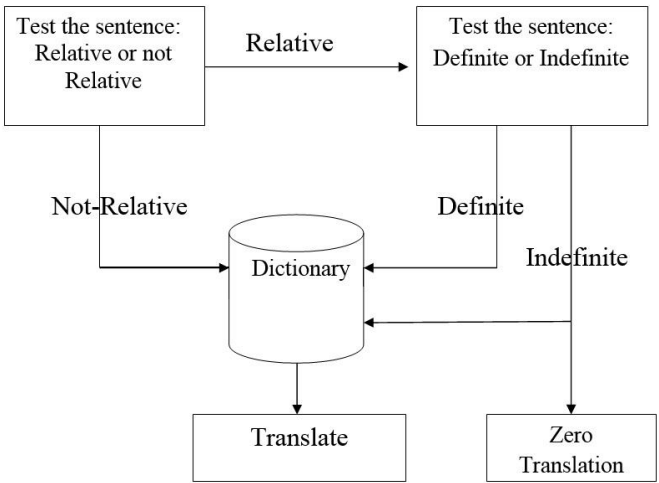 Test the sentence:
Relative or not
Relative
Relative
Test the sentence:
Definite or Indefinite
Not-Relative
Definite
Indefinite
Dictionary
Translate
Zero
Translation